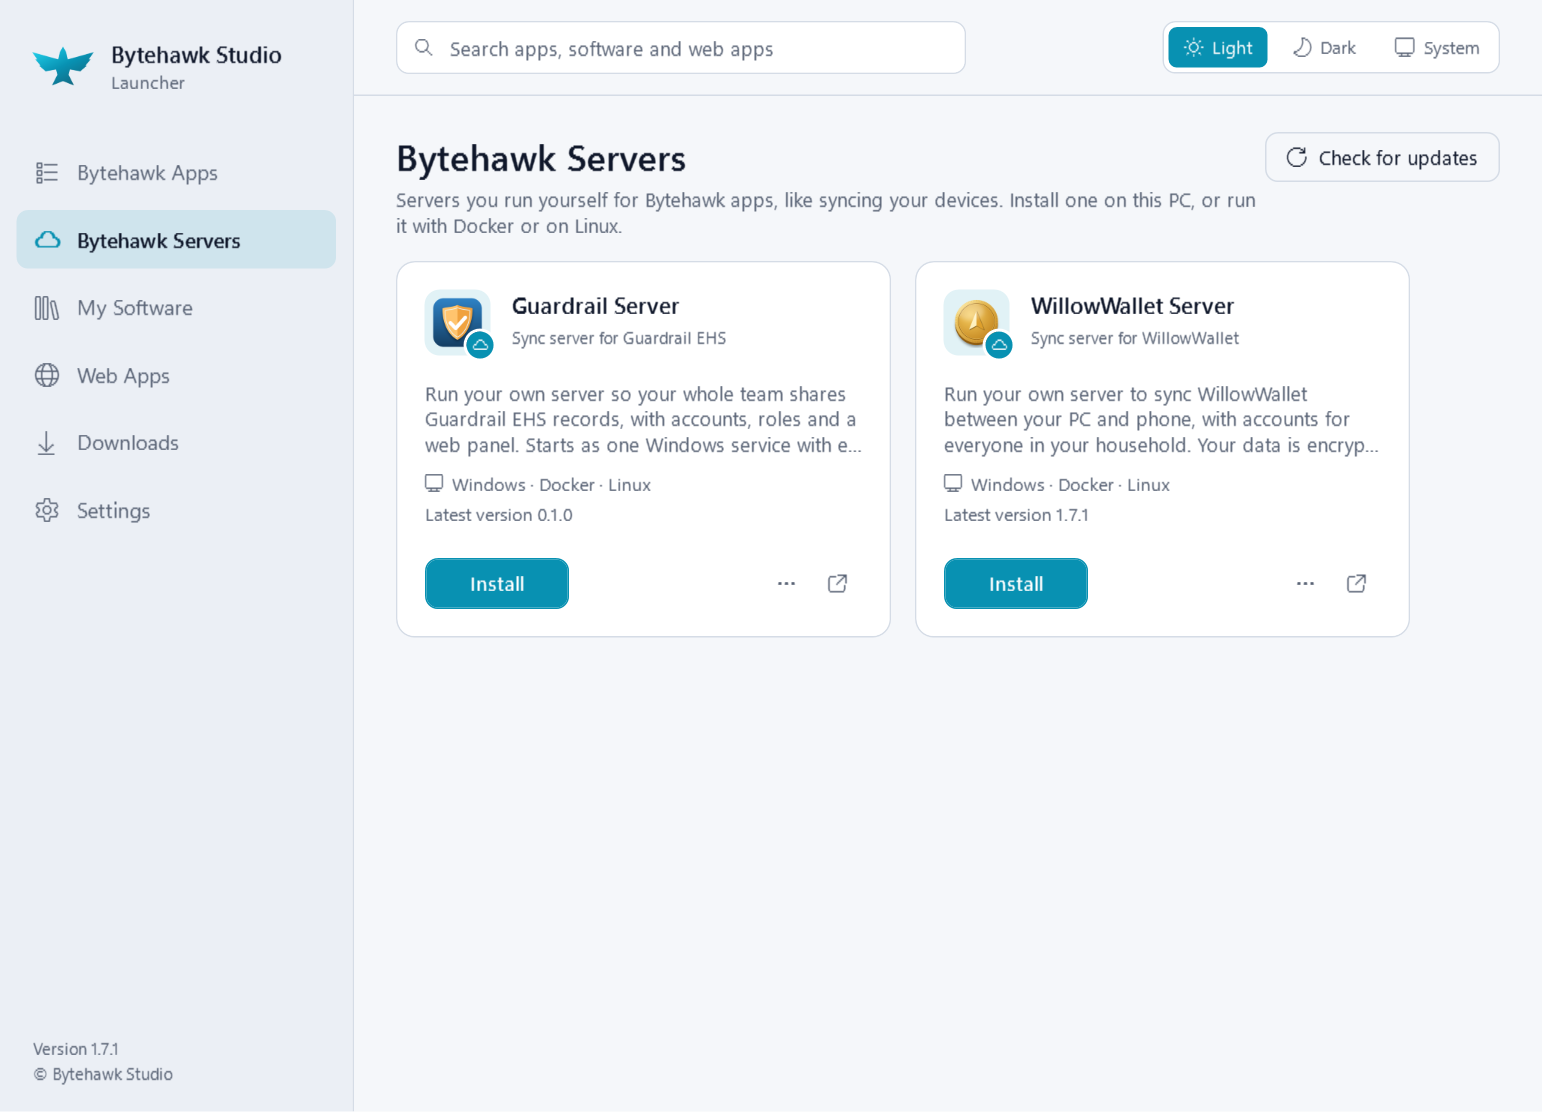 Bytehawk Studio
Launcher
Bytehawk Apps
Bytehawk Servers
My Software
Web Apps
Downloads
Settings
Version 1.7.1
© Bytehawk Studio
Search apps, software and web apps
Light
Dark
System
Bytehawk Servers
Check for updates
Servers you run yourself for Bytehawk apps, like syncing your devices. Install one on this PC, or run
it with Docker or on Linux.
Guardrail Server
Sync server for Guardrail EHS
Run your own server so your whole team shares
Guardrail EHS records, with accounts, roles and a
web panel. Starts as one Windows service with e...
Windows · Docker · Linux
Latest version 0.1.0
Install
WillowWallet Server
Sync server for WillowWallet
Run your own server to sync WillowWallet
between your PC and phone, with accounts for
everyone in your household. Your data is encryp...
Windows · Docker · Linux
Latest version 1.7.1
Install